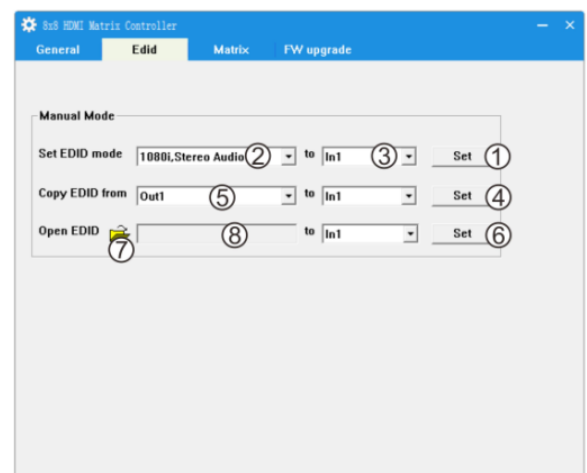 8x8 HDMI Matrix Controller
General Edid Matrix FW upgrade
Manual Mode
Set EDID mode 1080i,Stereo Audio ② to In1 ③ Set ①
Copy EDID from Out1 ⑤ to In1 Set ④
Open EDID ⑦ ⑧ to In1 Set ⑥